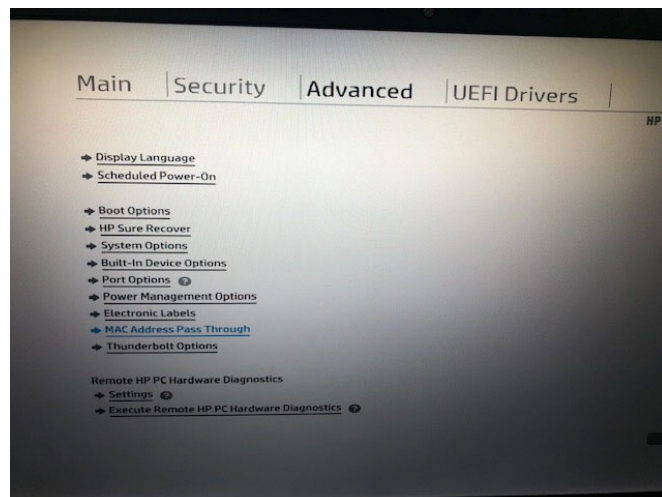 Main Security Advanced UEFI Drivers
HP
Display Language
Scheduled Power-On
Boot Options
HP Sure Recover
System Options
Built-In Device Options
Port Options ?
Power Management Options
Electronic Labels
MAC Address Pass Through
Thunderbolt Options
Remote HP PC Hardware Diagnostics
Settings ?
Execute Remote HP PC Hardware Diagnostics ?